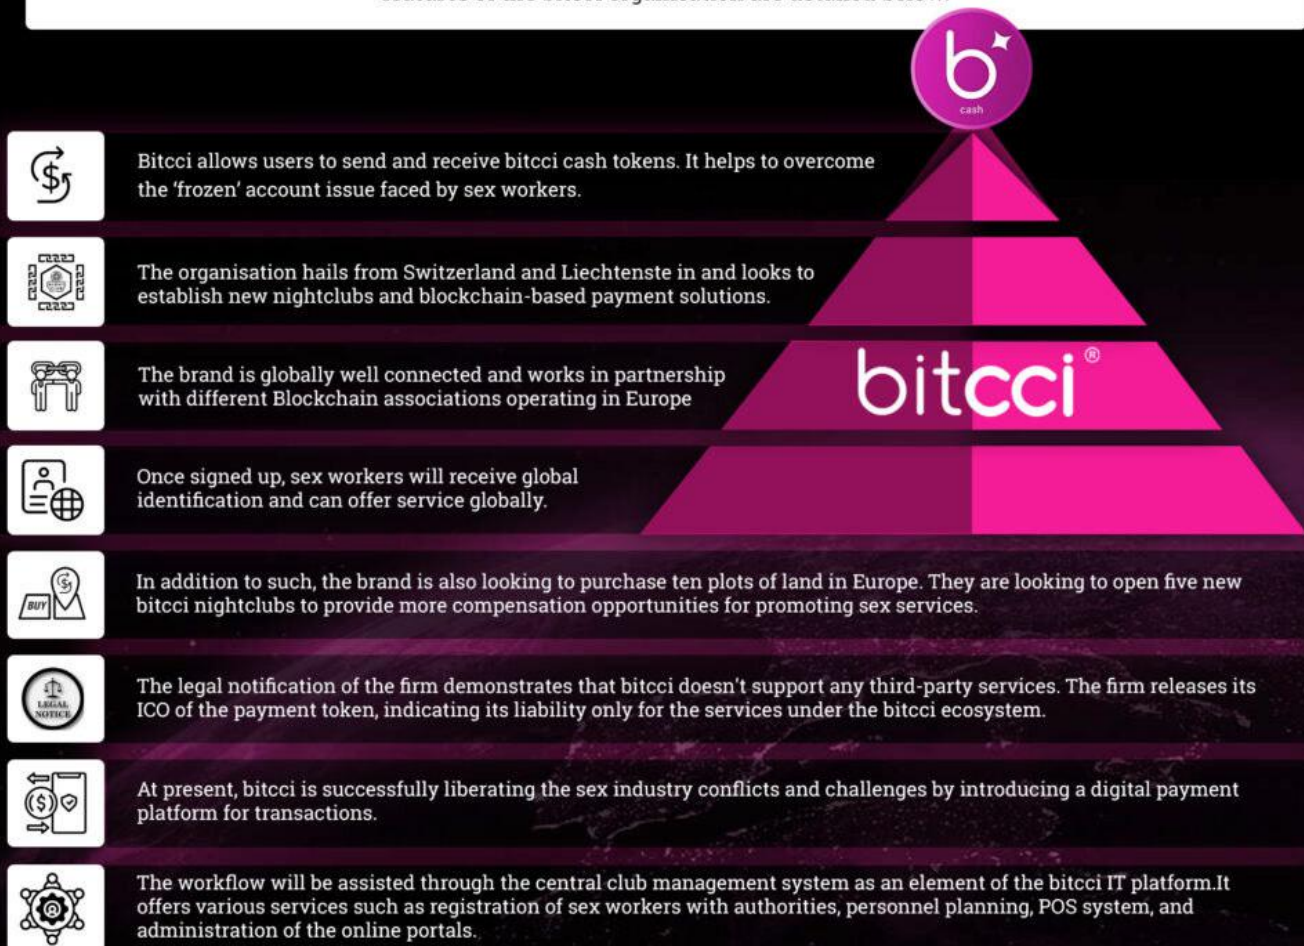 b
cash
Bitcci allows users to send and receive bitcci cash tokens. It helps to overcome
the ‘frozen’ account issue faced by sex workers.
The organisation hails from Switzerland and Liechtenste in and looks to
establish new nightclubs and blockchain-based payment solutions.
The brand is globally well connected and works in partnership
with different Blockchain associations operating in Europe
bitcci®
Once signed up, sex workers will receive global
identification and can offer service globally.
BUY
In addition to such, the brand is also looking to purchase ten plots of land in Europe. They are looking to open five new
bitcci nightclubs to provide more compensation opportunities for promoting sex services.
LEGAL
NOTICE
The legal notification of the firm demonstrates that bitcci doesn't support any third-party services. The firm releases its
ICO of the payment token, indicating its liability only for the services under the bitcci ecosystem.
At present, bitcci is successfully liberating the sex industry conflicts and challenges by introducing a digital payment
platform for transactions.
The workflow will be assisted through the central club management system as an element of the bitcci IT platform.It
offers various services such as registration of sex workers with authorities, personnel planning, POS system, and
administration of the online portals.